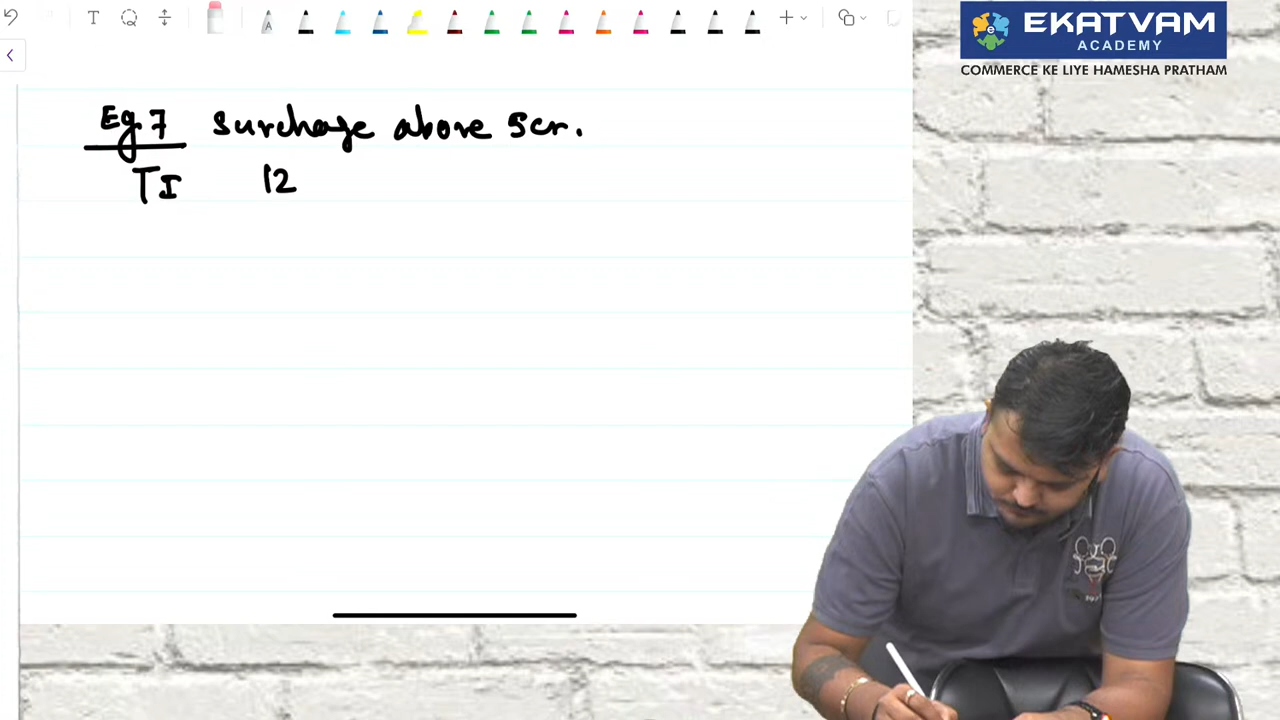 EKATVAM
ACADEMY
COMMERCE KE LIYE HAMESHA PRATHAM
Eg.7 Surcharge above 5cr.
TI 12